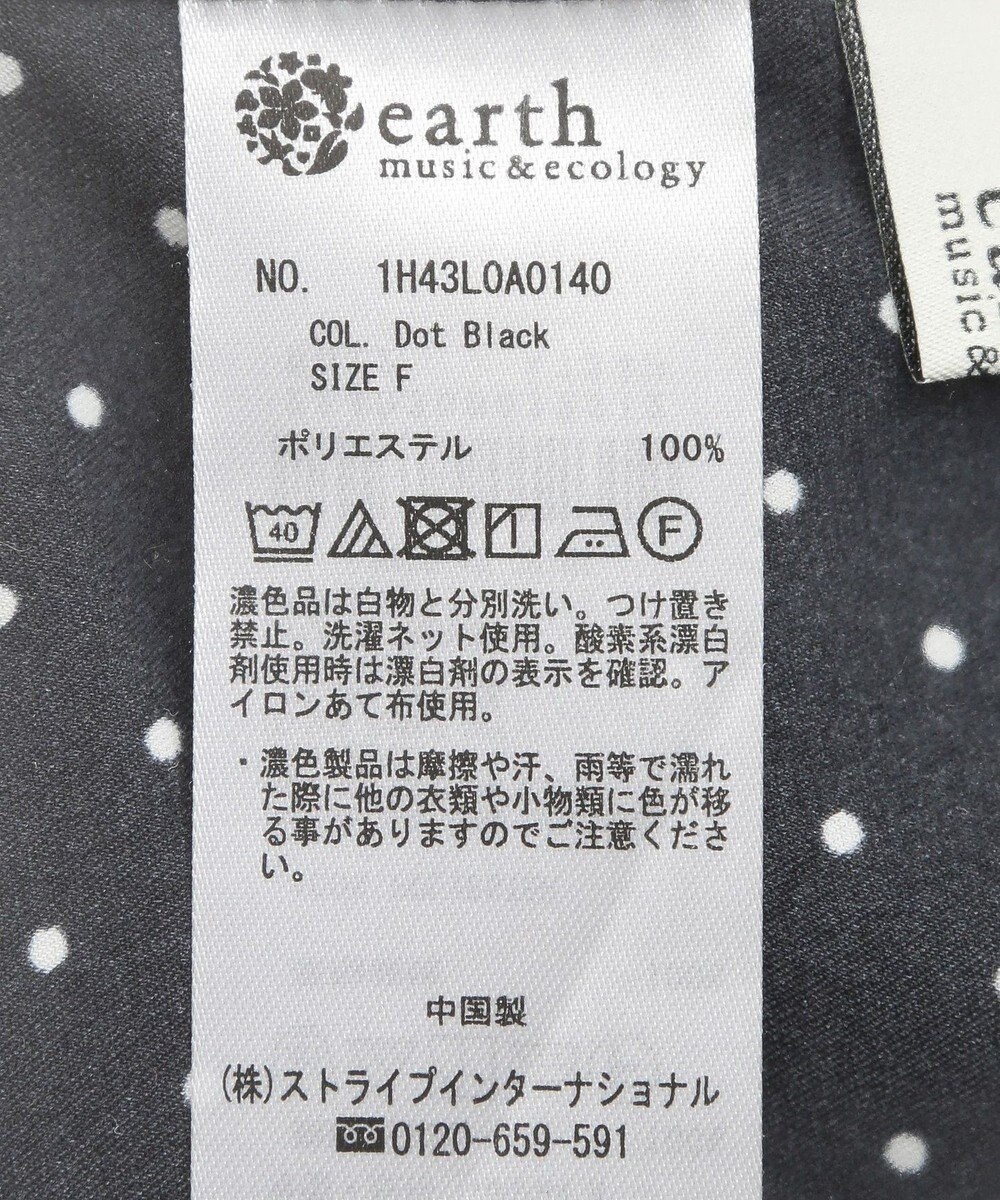 earth
music&ecology
NO. 1H43L0A0140
COL. Dot Black
SIZE F
ポリエステル 100%
40 F
濃色品は白物と分別洗い。つけ置き
禁止。洗濯ネット使用。酸素系漂白
剤使用時は漂白剤の表示を確認。ア
イロンあて布使用。
・濃色製品は摩擦や汗、雨等で濡れ
た際に他の衣類や小物類に色が移
る事がありますのでご注意くださ
い。
中国製
(株)ストライプインターナショナル
0120-659-591
music &